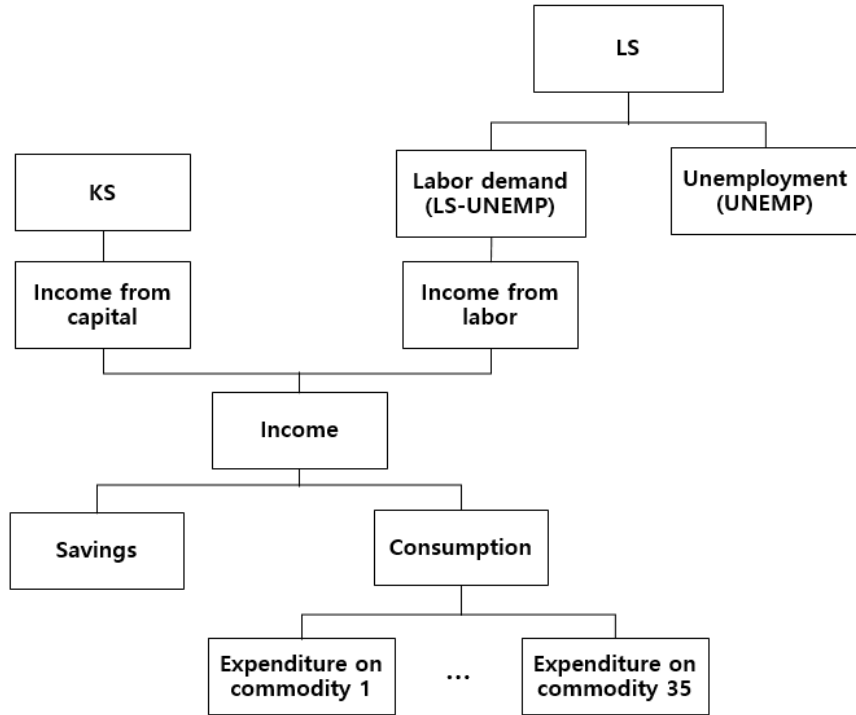 LS
KS
Labor demand
(LS-UNEMP)
Unemployment
(UNEMP)
Income from
capital
Income from
labor
Income
Savings
Consumption
Expenditure on
commodity 1
...
Expenditure on
commodity 35